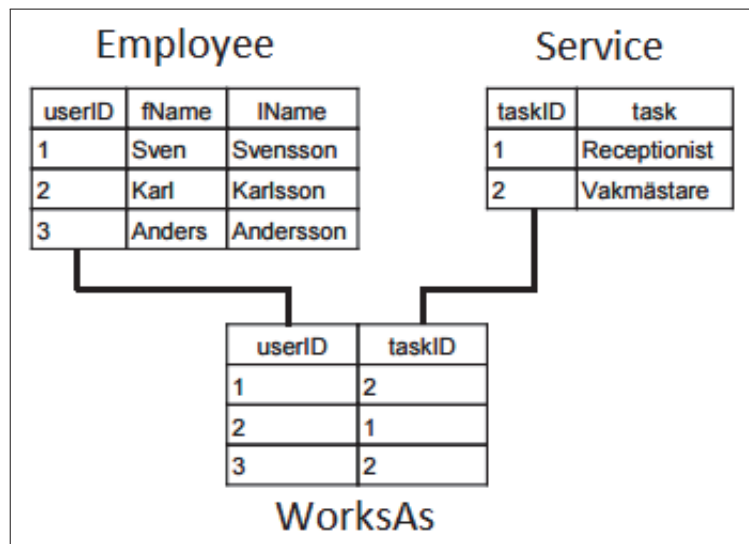 Employee
Service
userID fName lName
1 Sven Svensson
2 Karl Karlsson
3 Anders Andersson
taskID task
1 Receptionist
2 Vakmästare
userID taskID
1 2
2 1
3 2
WorksAs